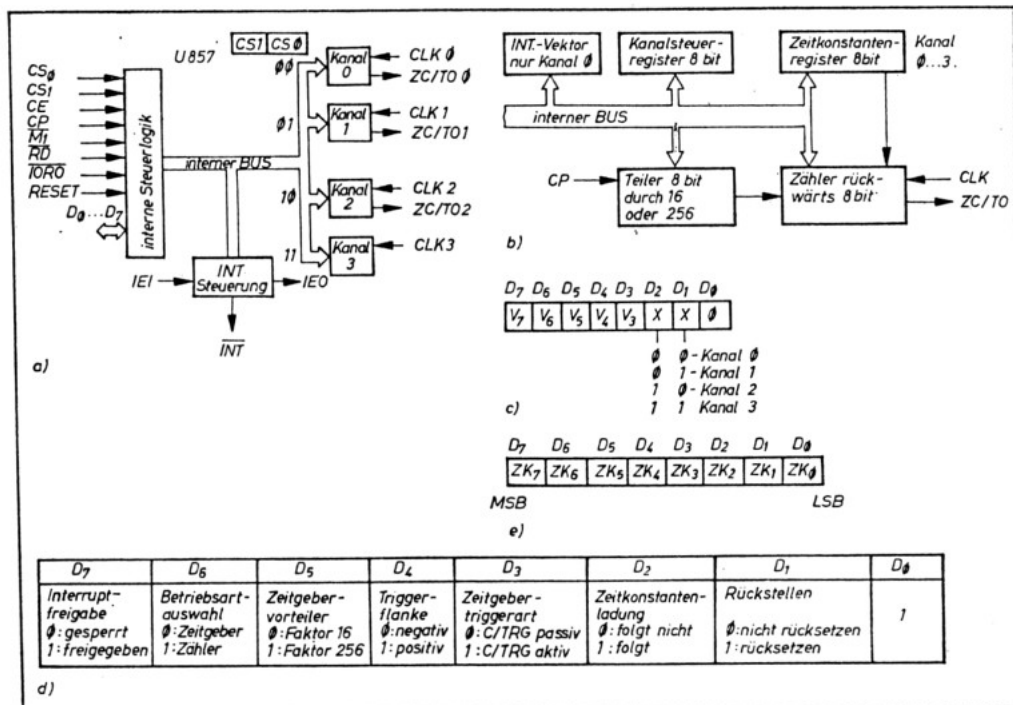 U857
CS1 CSØ
CSØ
CS1
CE
CP
M1
RD
IORQ
RESET
DØ...D7
interne Steuerlogik
interner BUS
ØØ
Ø1
1Ø
11
Kanal
0
CLK Ø
ZC/TO Ø
Kanal
1
CLK 1
ZC/TO1
Kanal
2
CLK 2
ZC/TO2
Kanal
3
CLK3
IEI
INT
Steuerung
IEO
INT
a)
INT.-Vektor
nur Kanal Ø
Kanalsteuer-
register 8 bit
Zeitkonstanten-
register 8bit
Kanal
Ø...3.
interner BUS
CP
Teiler 8 bit
durch 16
oder 256
Zähler rück-
wärts 8bit
CLK
ZC/TO
b)
D7 D6 D5 D4 D3 D2 D1 DØ
V7 V6 V5 V4 V3 X X Ø
Ø Ø - Kanal Ø
Ø 1 - Kanal 1
1 Ø - Kanal 2
1 1 Kanal 3
c)
D7 D6 D5 D4 D3 D2 D1 DØ
ZK7 ZK6 ZK5 ZK4 ZK3 ZK2 ZK1 ZKØ
MSB LSB
e)
D7 D6 D5 D4 D3 D2 D1 DØ
Interrupt-
freigabe
Ø: gesperrt
1: freigegeben
Betriebsart-
auswahl
Ø: Zeitgeber
1: Zähler
Zeitgeber-
vorteiler
Ø: Faktor 16
1: Faktor 256
Trigger-
flanke
Ø: negativ
1: positiv
Zeitgeber-
triggerart
Ø: C/TRG passiv
1: C/TRG aktiv
Zeitkonstanten-
ladung
Ø: folgt nicht
1: folgt
Rückstellen
Ø: nicht rücksetzen
1: rücksetzen
1
d)